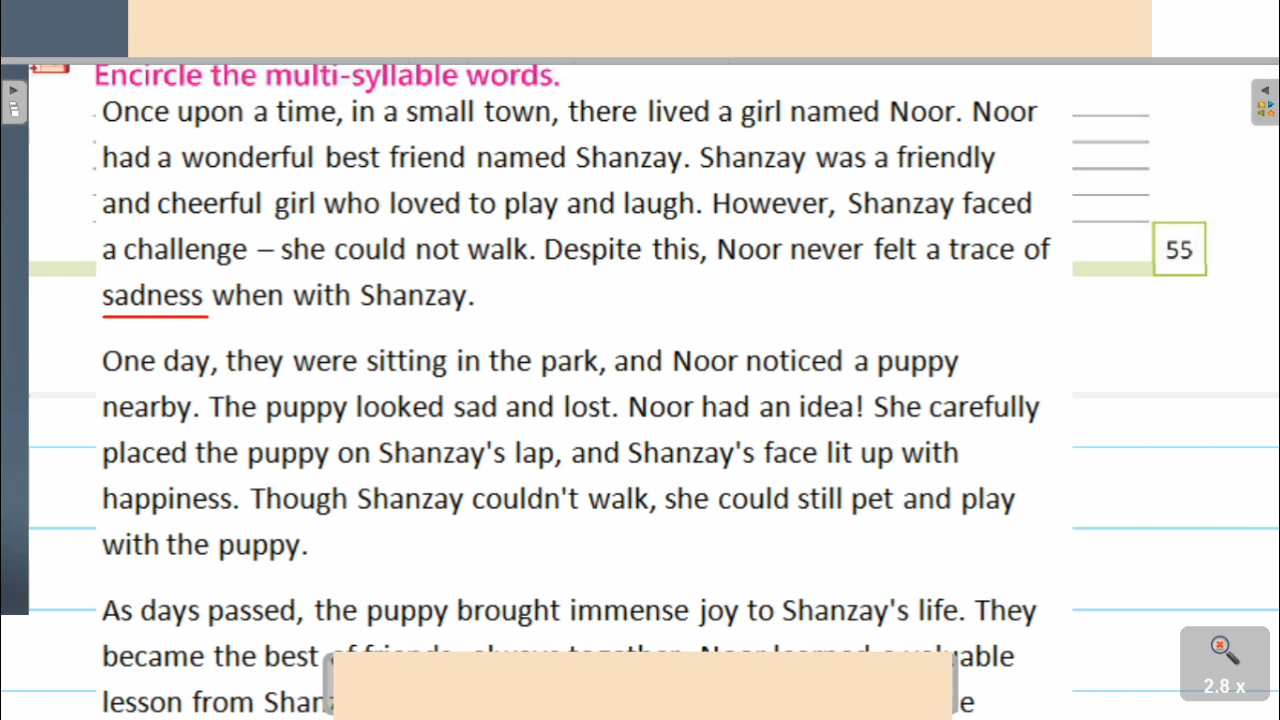 Encircle the multi-syllable words.
Once upon a time, in a small town, there lived a girl named Noor. Noor
had a wonderful best friend named Shanzay. Shanzay was a friendly
and cheerful girl who loved to play and laugh. However, Shanzay faced
a challenge – she could not walk. Despite this, Noor never felt a trace of
55
sadness when with Shanzay.
One day, they were sitting in the park, and Noor noticed a puppy
nearby. The puppy looked sad and lost. Noor had an idea! She carefully
placed the puppy on Shanzay's lap, and Shanzay's face lit up with
happiness. Though Shanzay couldn't walk, she could still pet and play
with the puppy.
As days passed, the puppy brought immense joy to Shanzay's life. They
became the best
lesson from
2.8 x